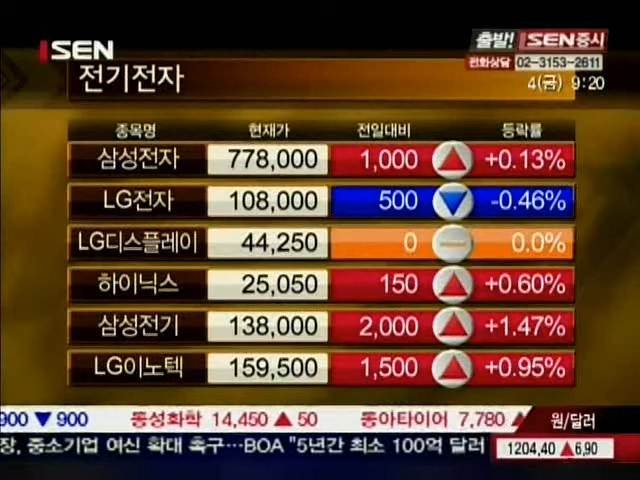 SEN
출발! SEN증시
전화상담 02-3153-2611
4(금) 9:20
전기전자
종목명 현재가 전일대비 등락률
삼성전자 778,000 1,000 ▲ +0.13%
LG전자 108,000 500 ▼ -0.46%
LG디스플레이 44,250 0 0.0%
하이닉스 25,050 150 ▲ +0.60%
삼성전기 138,000 2,000 ▲ +1.47%
LG이노텍 159,500 1,500 ▲ +0.95%
900 ▼ 900 동성화학 14,450 ▲ 50 동아타이어 7,780 ▲ 원/달러
장, 중소기업 여신 확대 촉구···BOA "5년간 최소 100억 달러 1204,40 ▲ 6,90